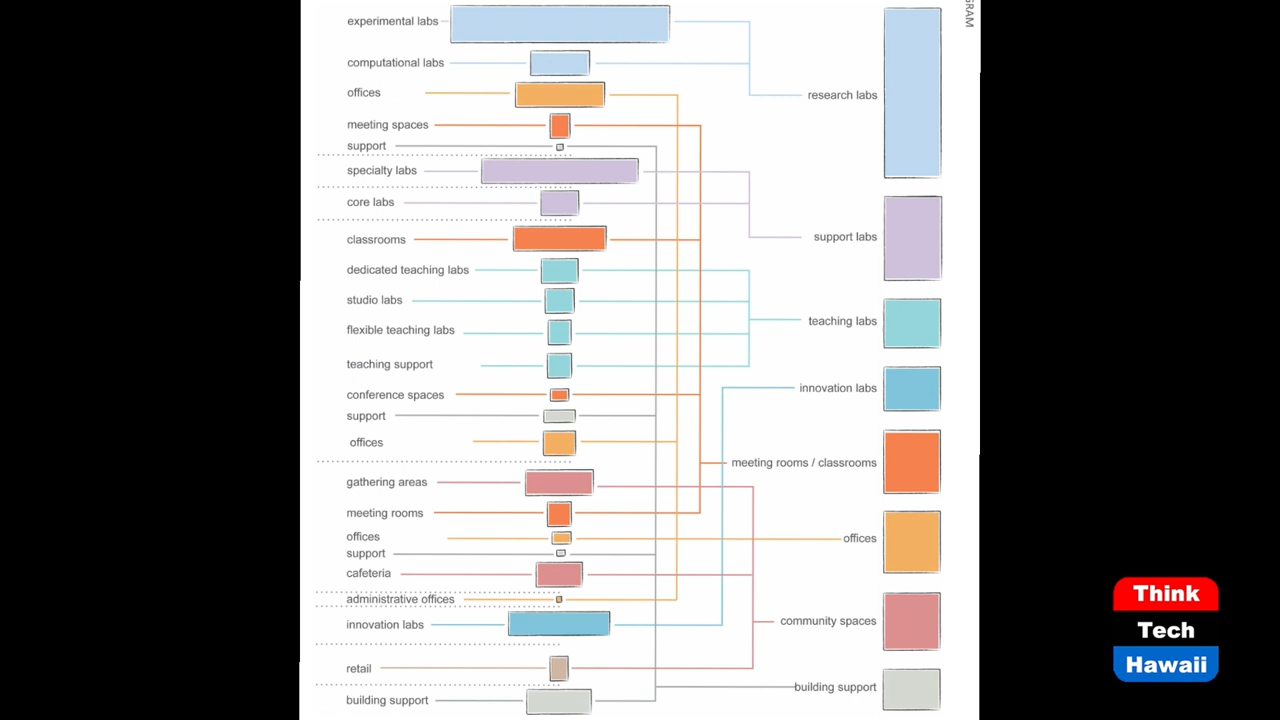 experimental labs
computational labs
offices
meeting spaces
support
specialty labs
core labs
classrooms
dedicated teaching labs
studio labs
flexible teaching labs
teaching support
conference spaces
support
offices
gathering areas
meeting rooms
offices
support
cafeteria
administrative offices
innovation labs
retail
building support
research labs
support labs
teaching labs
innovation labs
meeting rooms / classrooms
offices
community spaces
building support
Think
Tech
Hawaii